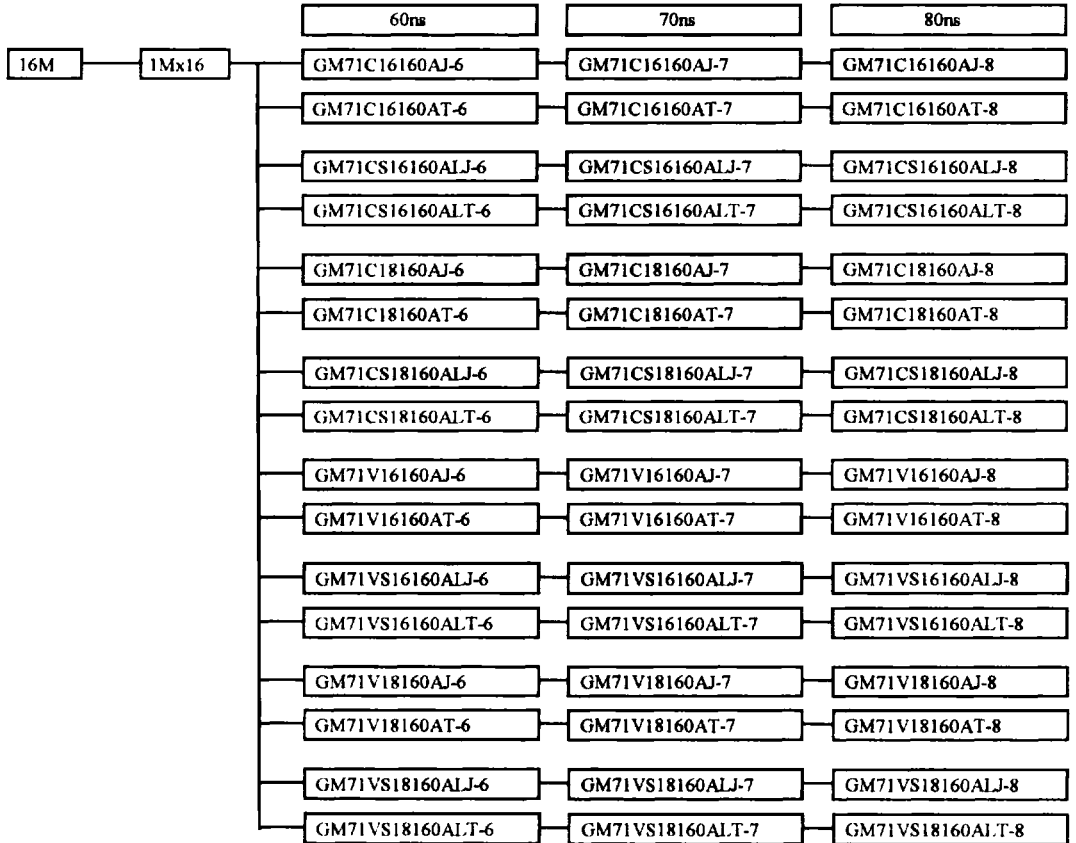 60ns 70ns 80ns
16M 1Mx16 GM71C16160AJ-6 GM71C16160AJ-7 GM71C16160AJ-8
GM71C16160AT-6 GM71C16160AT-7 GM71C16160AT-8
GM71CS16160ALJ-6 GM71CS16160ALJ-7 GM71CS16160ALJ-8
GM71CS16160ALT-6 GM71CS16160ALT-7 GM71CS16160ALT-8
GM71C18160AJ-6 GM71C18160AJ-7 GM71C18160AJ-8
GM71C18160AT-6 GM71C18160AT-7 GM71C18160AT-8
GM71CS18160ALJ-6 GM71CS18160ALJ-7 GM71CS18160ALJ-8
GM71CS18160ALT-6 GM71CS18160ALT-7 GM71CS18160ALT-8
GM71V16160AJ-6 GM71V16160AJ-7 GM71V16160AJ-8
GM71V16160AT-6 GM71V16160AT-7 GM71V16160AT-8
GM71VS16160ALJ-6 GM71VS16160ALJ-7 GM71VS16160ALJ-8
GM71VS16160ALT-6 GM71VS16160ALT-7 GM71VS16160ALT-8
GM71V18160AJ-6 GM71V18160AJ-7 GM71V18160AJ-8
GM71V18160AT-6 GM71V18160AT-7 GM71V18160AT-8
GM71VS18160ALJ-6 GM71VS18160ALJ-7 GM71VS18160ALJ-8
GM71VS18160ALT-6 GM71VS18160ALT-7 GM71VS18160ALT-8